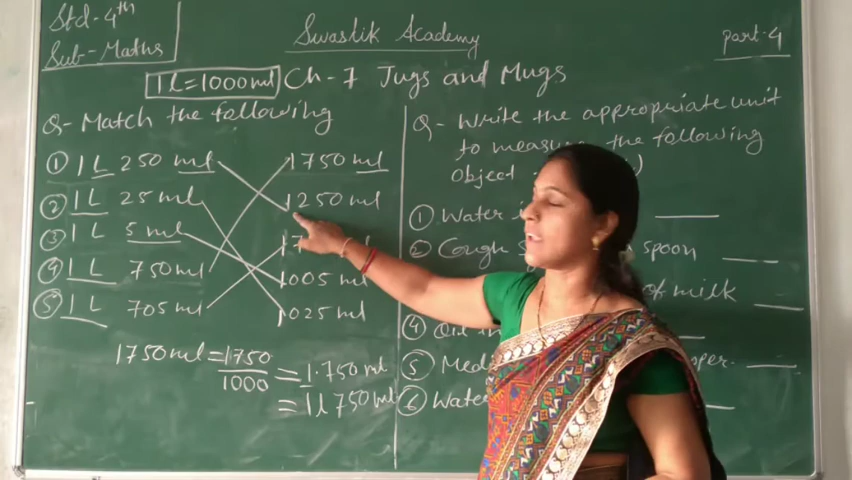 Std-4th
Sub-Maths
Swastik Academy
part-4
1L=1000ml Ch-7 Jugs and Mugs
Q- Match the following
① 1L 250 ml 1750 ml
② 1L 25 ml 1250 ml
③ 1L 5 ml
④ 1L 750 ml 1005 ml
⑤ 1L 705 ml 1025 ml
1750 ml = 1750/1000 = 1.750 ml
= 1l 750 ml
Q- Write the appropriate unit
to measure the following
Object
① Water
② Cough spoon
of milk
④ Oil
⑤
⑥ Water